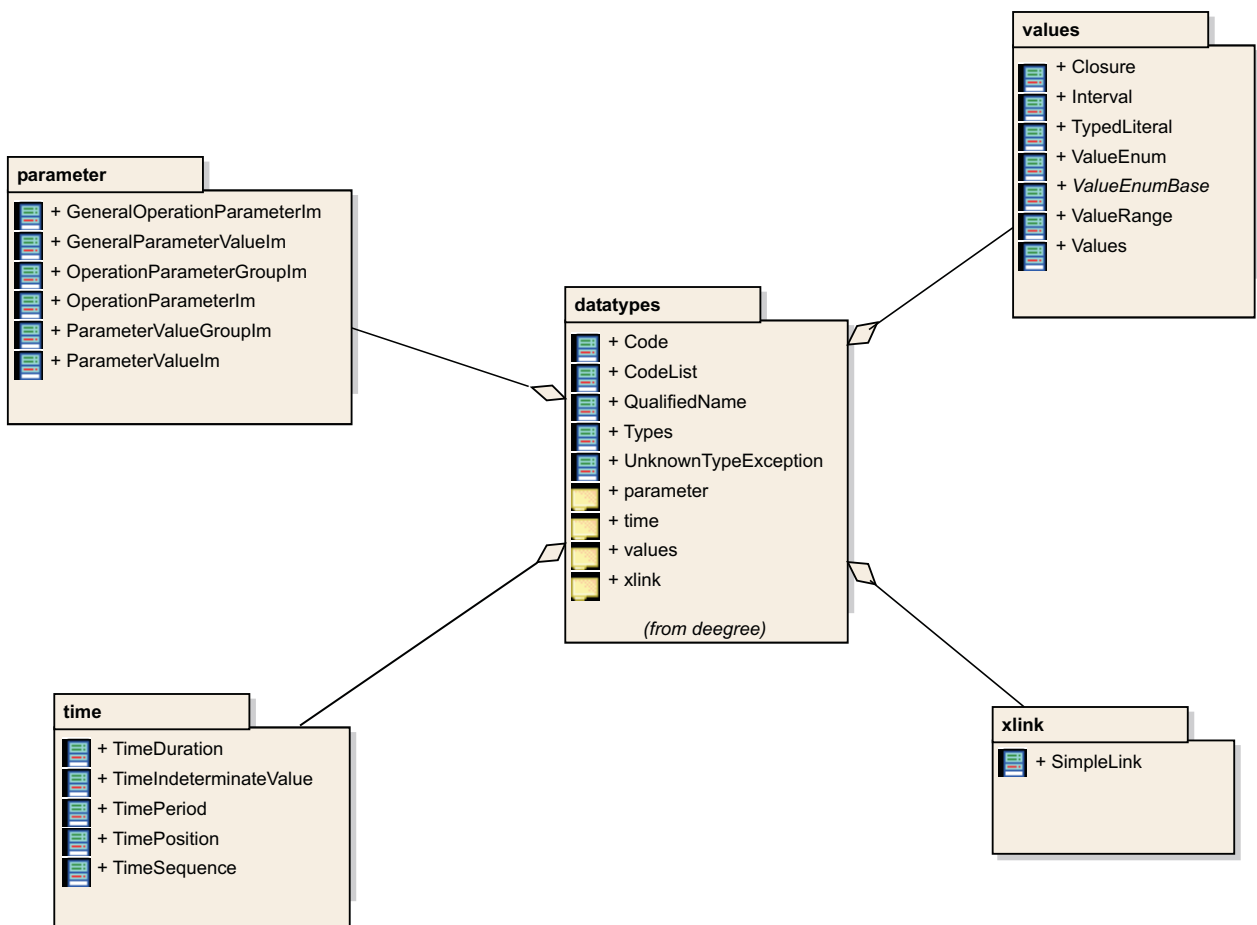 values
+ Closure
+ Interval
+ TypedLiteral
+ ValueEnum
+ ValueEnumBase
+ ValueRange
+ Values
parameter
+ GeneralOperationParameterIm
+ GeneralParameterValueIm
+ OperationParameterGroupIm
+ OperationParameterIm
+ ParameterValueGroupIm
+ ParameterValueIm
datatypes
+ Code
+ CodeList
+ QualifiedName
+ Types
+ UnknownTypeException
+ parameter
+ time
+ values
+ xlink
(from deegree)
time
+ TimeDuration
+ TimeIndeterminateValue
+ TimePeriod
+ TimePosition
+ TimeSequence
xlink
+ SimpleLink